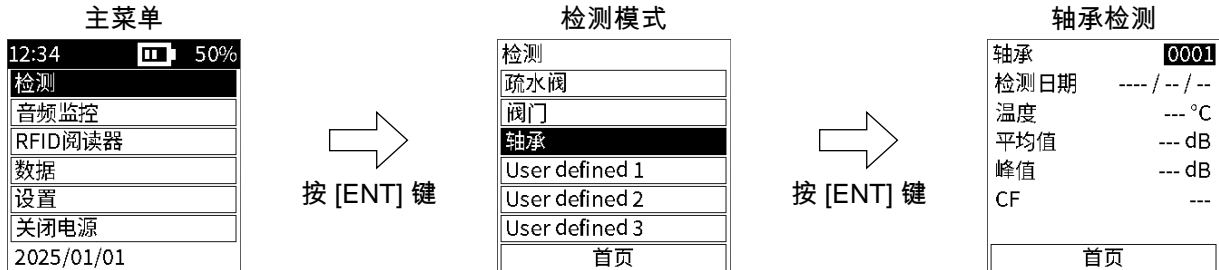 主菜单
12:34 50%
检测
音频监控
RFID阅读器
数据
设置
关闭电源
2025/01/01
按 [ENT] 键
检测模式
检测
疏水阀
阀门
轴承
User defined 1
User defined 2
User defined 3
首页
按 [ENT] 键
轴承检测
轴承 0001
检测日期 ---- / -- / --
温度 --- °C
平均值 --- dB
峰值 --- dB
CF ---
首页